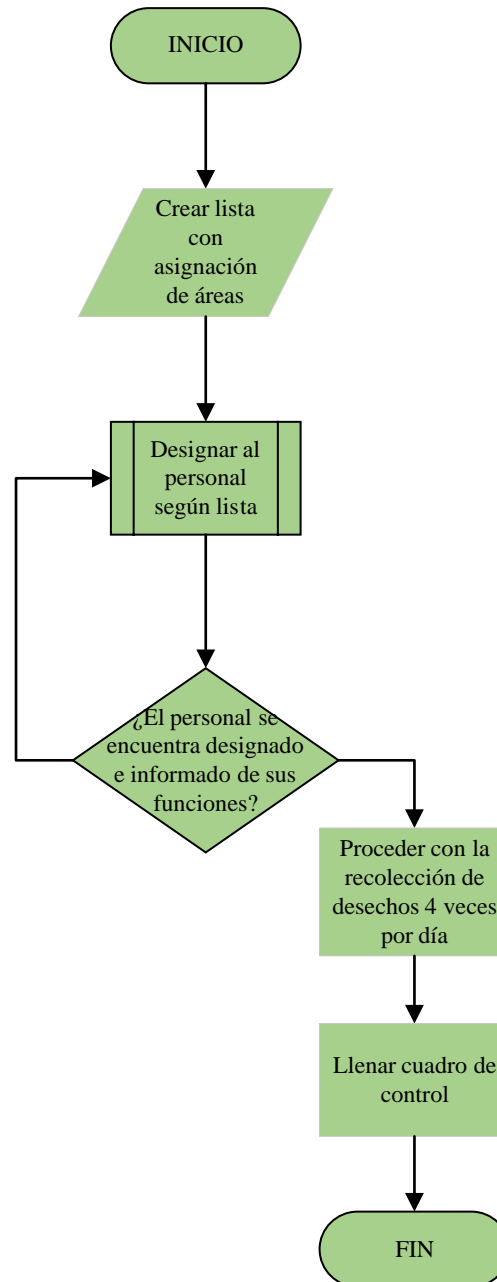 INICIO
Crear lista
con
asignación
de áreas
Designar al
personal
según lista
¿El personal se
encuentra designado
e informado de sus
funciones?
Proceder con la
recolección de
desechos 4 veces
por día
Llenar cuadro de
control
FIN